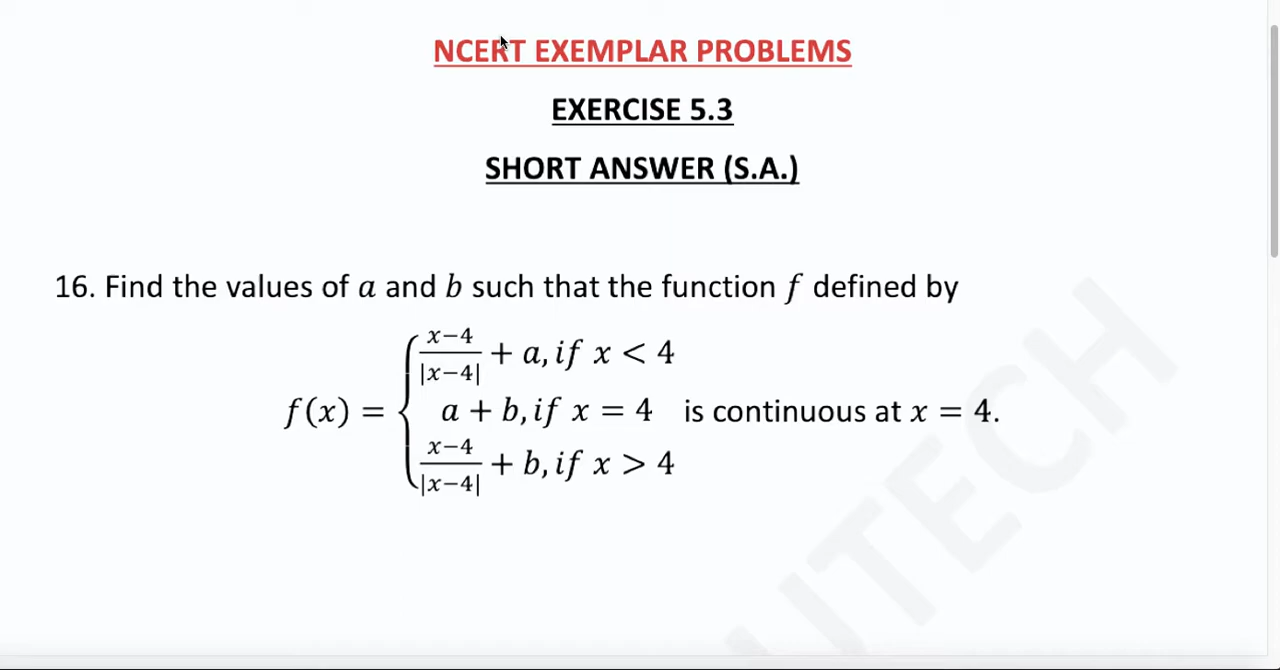 NCERT EXEMPLAR PROBLEMS
EXERCISE 5.3
SHORT ANSWER (S.A.)
16. Find the values of a and b such that the function f defined by
f(x) = { (x−4)/|x−4| + a, if x < 4
a + b, if x = 4 is continuous at x = 4.
(x−4)/|x−4| + b, if x > 4